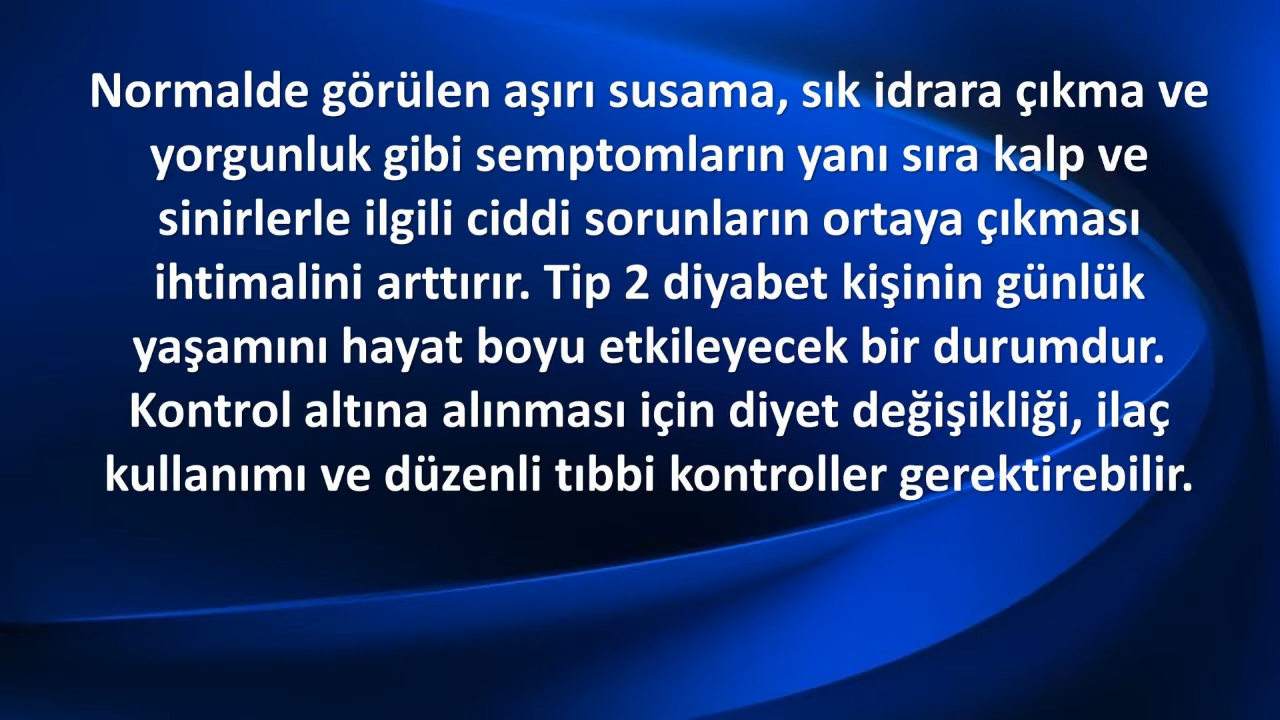 Normalde görülen aşırı susama, sık idrara çıkma ve
yorgunluk gibi semptomların yanı sıra kalp ve
sinirlerle ilgili ciddi sorunların ortaya çıkması
ihtimalini arttırır. Tip 2 diyabet kişinin günlük
yaşamını hayat boyu etkileyecek bir durumdur.
Kontrol altına alınması için diyet değişikliği, ilaç
kullanımı ve düzenli tıbbi kontroller gerektirebilir.